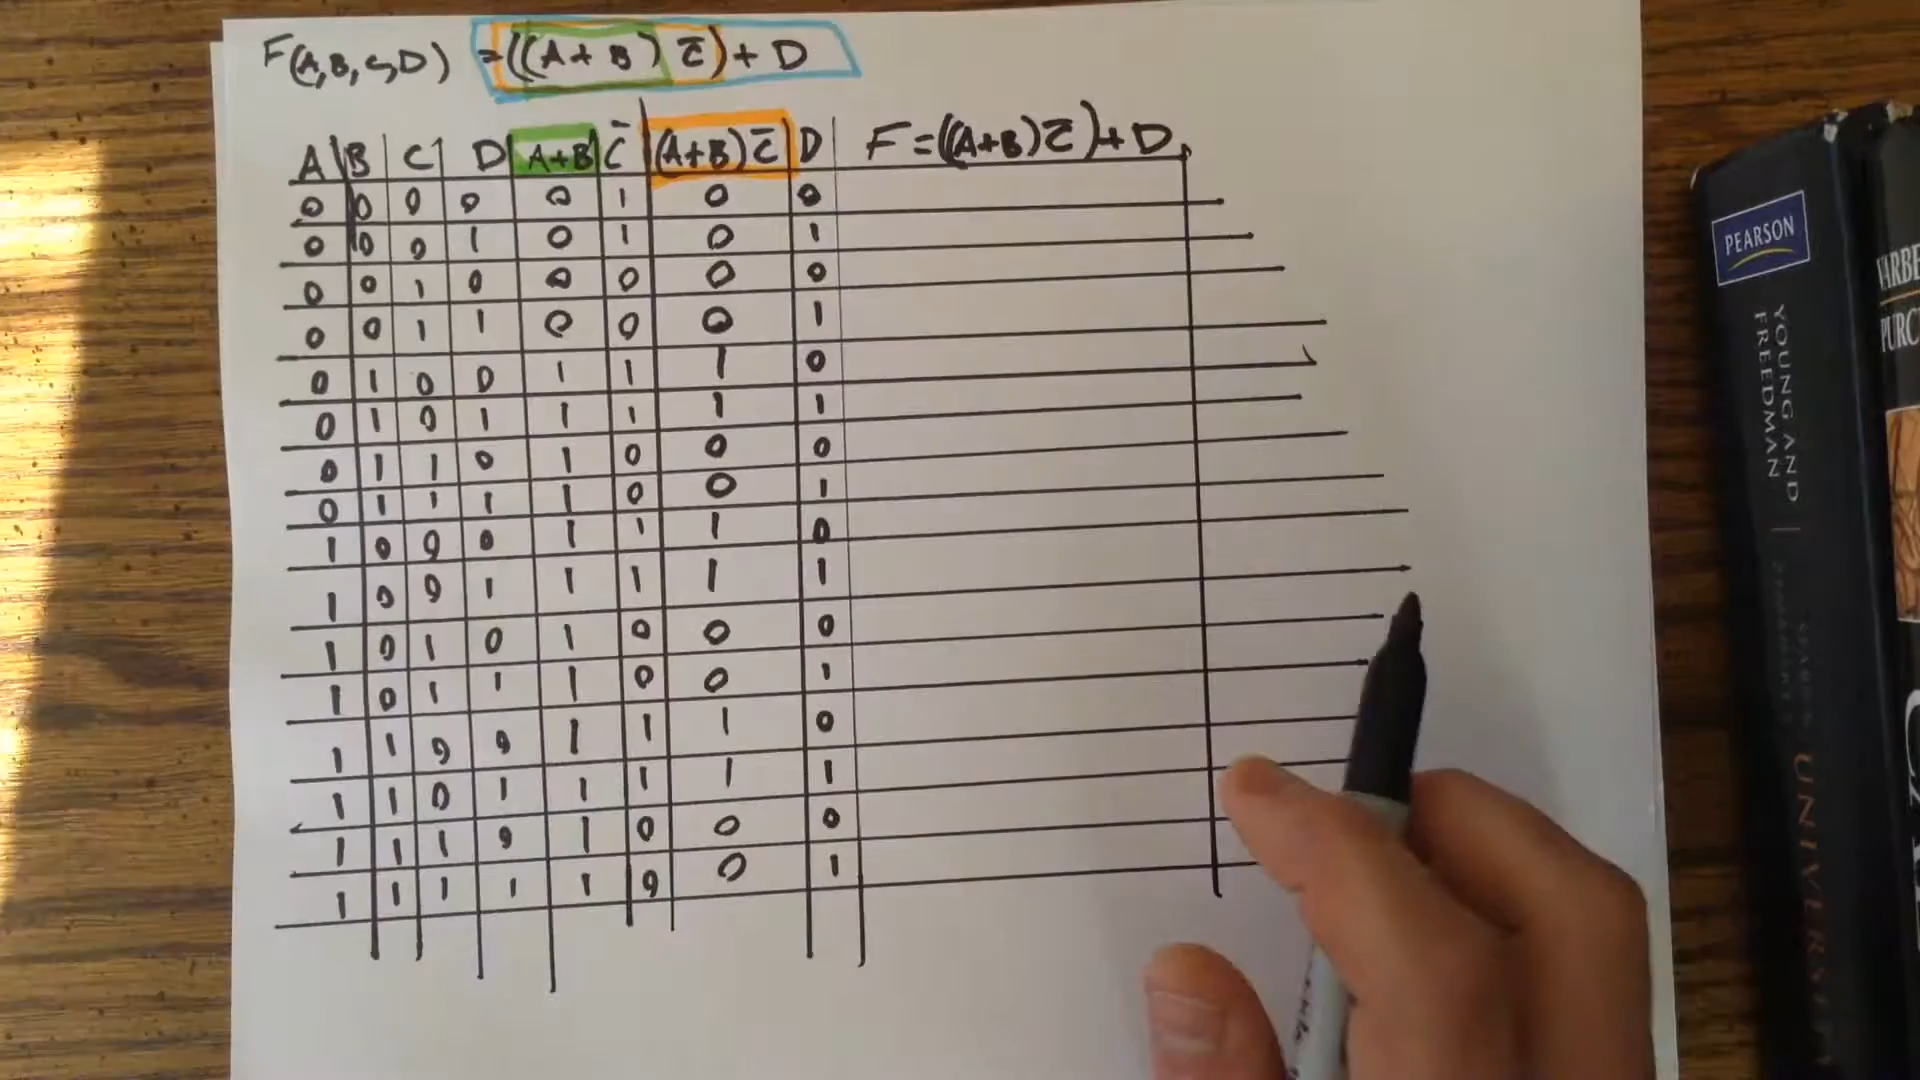 F(A,B,C,D) =((A+B) C̅)+D
A B C D A+B C̅ (A+B)C̅ D F=((A+B)C̅)+D
0 0 0 0 0 1 0 0
0 0 0 1 0 1 0 1
0 0 1 0 0 0 0 0
0 0 1 1 0 0 0 1
0 1 0 0 1 1 1 0
0 1 0 1 1 1 1 1
0 1 1 0 1 0 0 0
0 1 1 1 1 0 0 1
1 0 0 0 1 1 1 0
1 0 0 1 1 1 1 1
1 0 1 0 1 0 0 0
1 0 1 1 1 0 0 1
1 1 0 0 1 1 1 0
1 1 0 1 1 1 1 1
1 1 1 0 1 0 0 0
1 1 1 1 1 0 0 1
PEARSON
YOUNG AND
FREEDMAN
UNIVERSI